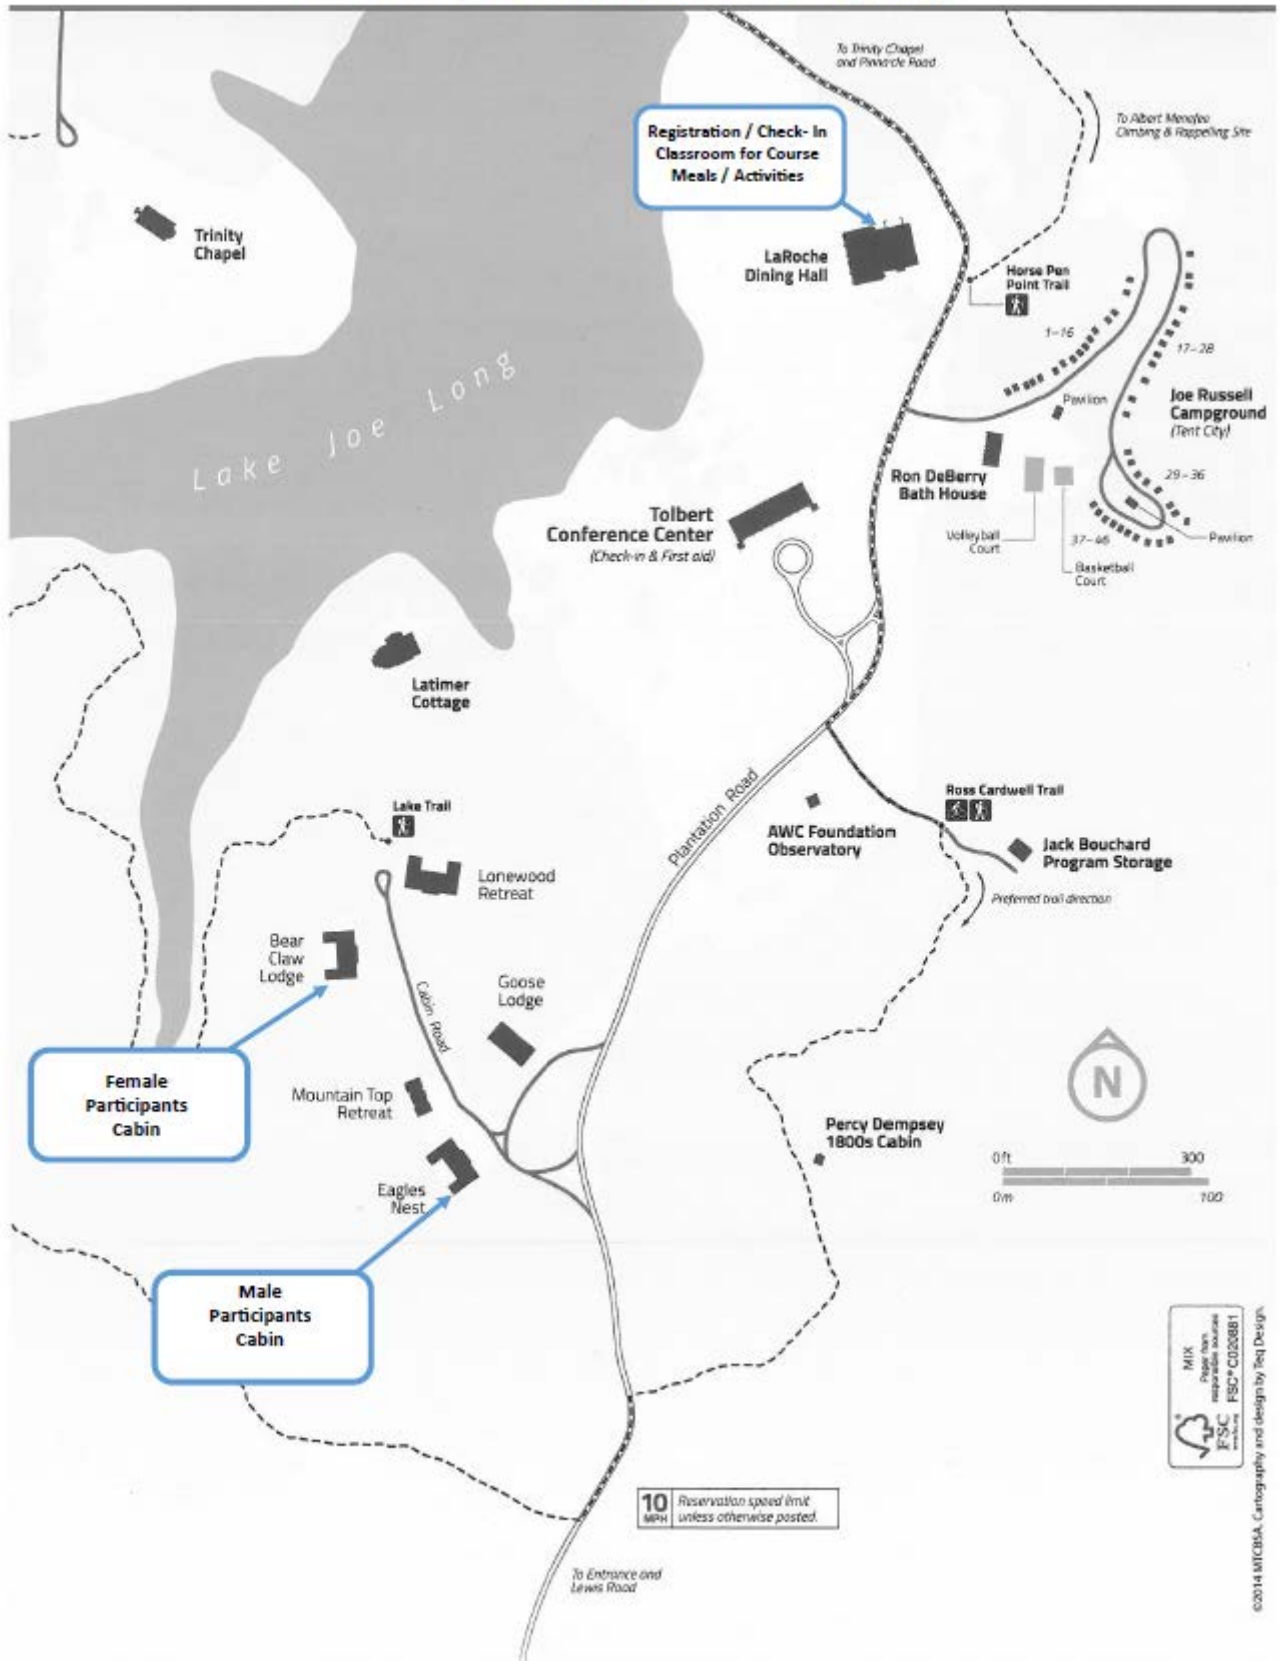 To Trinity Chapel
and Pinnacle Road
To Albert Menefee
Climbing & Rappelling Site
Registration / Check- In
Classroom for Course
Meals / Activities
Trinity
Chapel
LaRoche
Dining Hall
Horse Pen
Point Trail
1–16
17–28
Pavilion
Joe Russell
Campground
(Tent City)
Lake Joe Long
Ron DeBerry
Bath House
29–36
Tolbert
Conference Center
(Check-in & First aid)
Volleyball
Court
37–46
Pavilion
Basketball
Court
Latimer
Cottage
Plantation Road
Lake Trail
Ross Cardwell Trail
AWC Foundation
Observatory
Jack Bouchard
Program Storage
Lonewood
Retreat
Preferred trail direction
Bear
Claw
Lodge
Goose
Lodge
Cabin Road
Female
Participants
Cabin
Mountain Top
Retreat
N
Percy Dempsey
1800s Cabin
0ft 300
0m 100
Eagles
Nest
Male
Participants
Cabin
MIX
Paper from
responsible sources
FSC® C020881
FSC
10
MPH
Reservation speed limit
unless otherwise posted.
To Entrance and
Lewis Road
©2014 MTCBSA. Cartography and design by Teq Design.